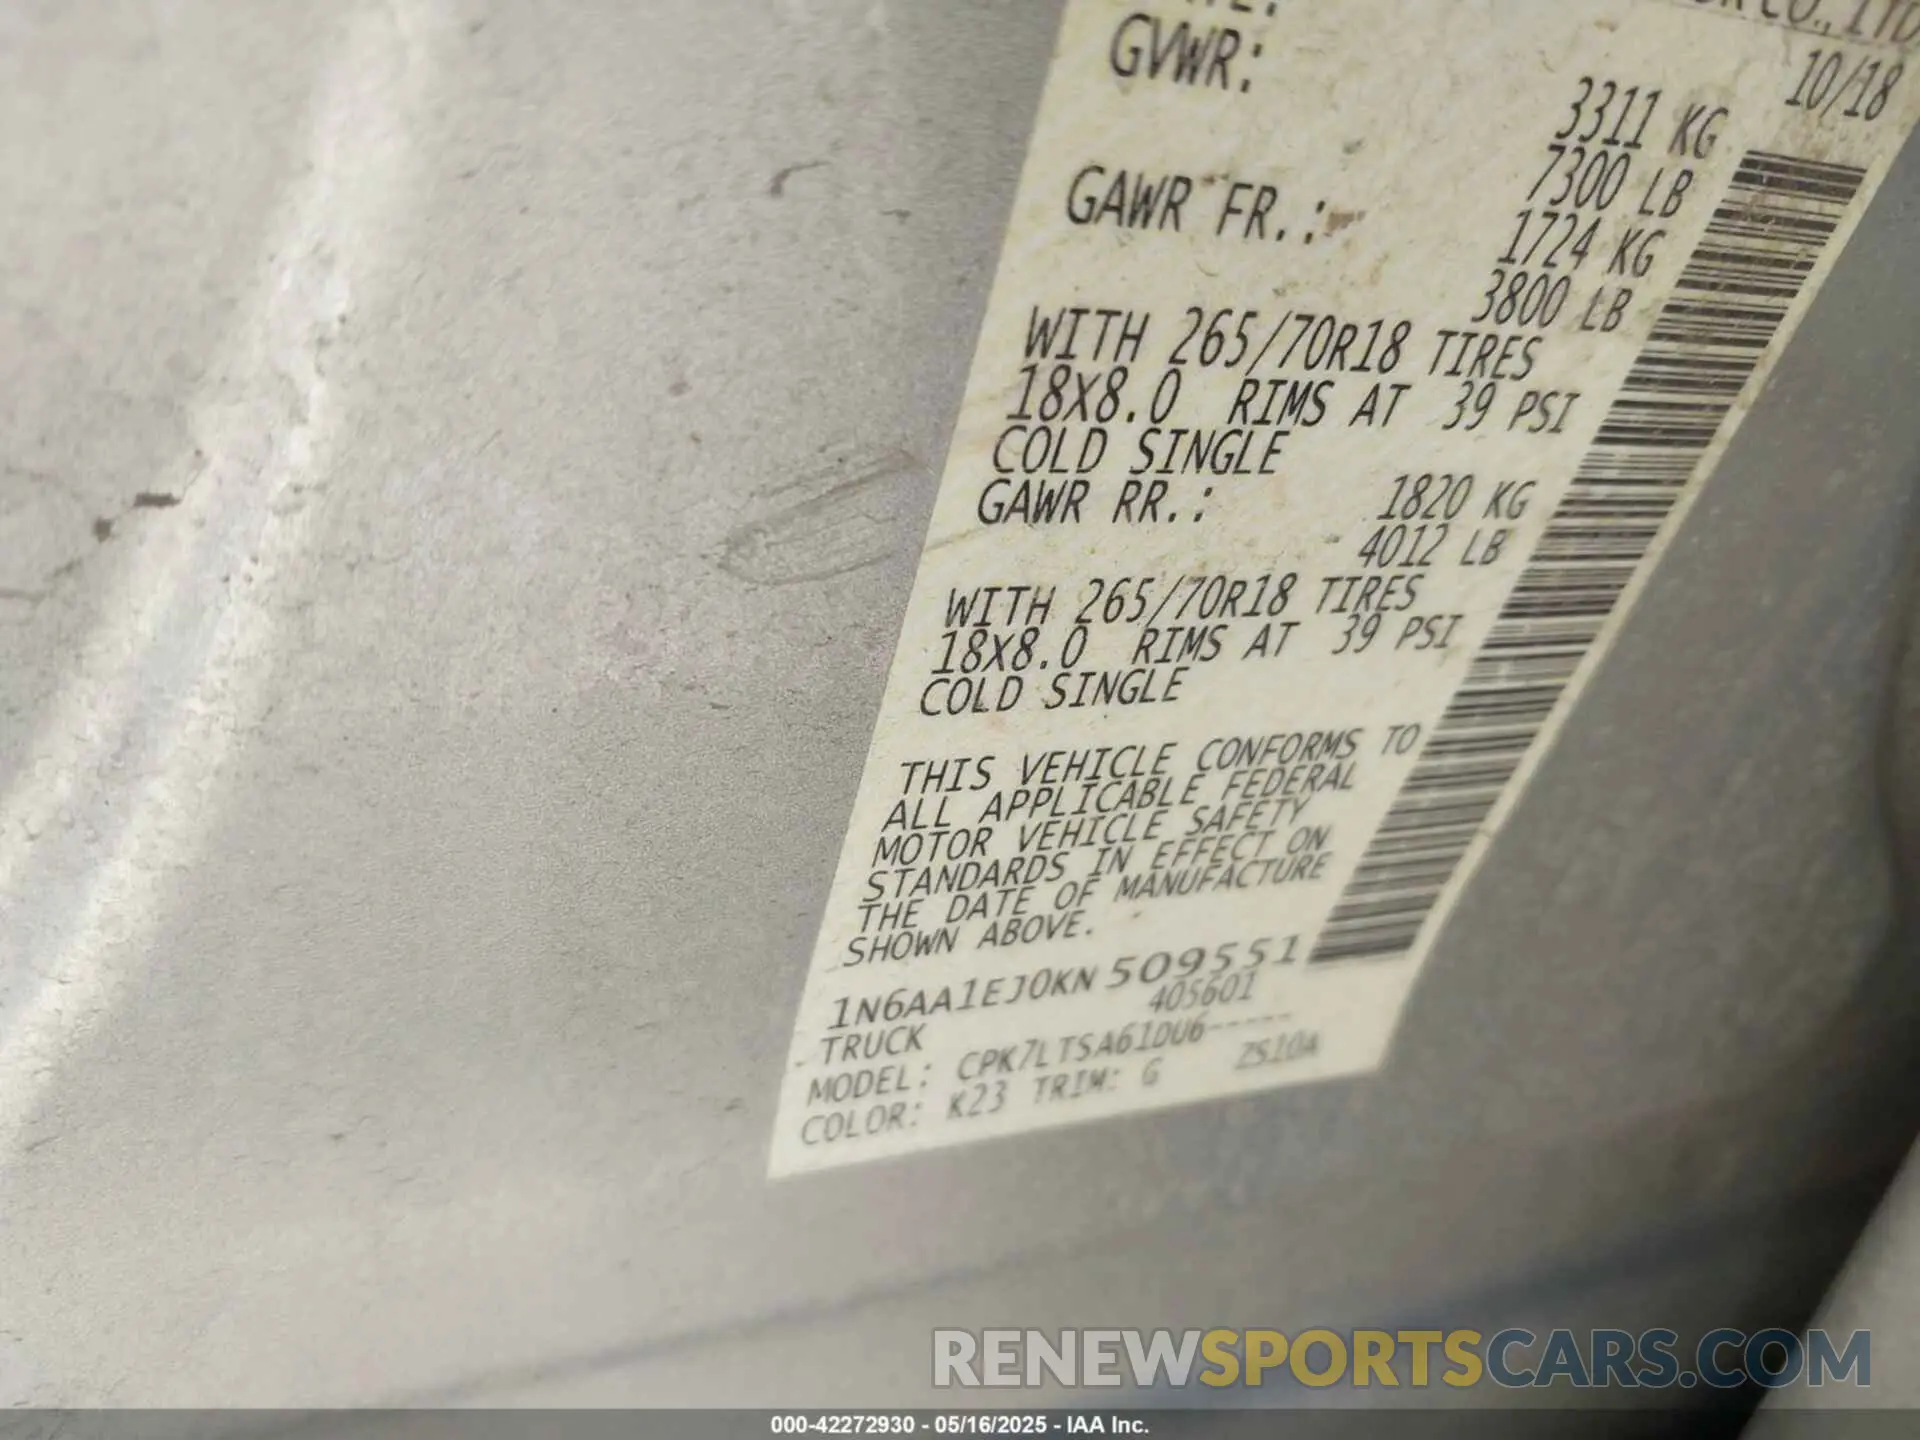 CO., LTD
GVWR:
10/18
3311 KG
7300 LB
GAWR FR.:
1724 KG
3800 LB
WITH 265/70R18 TIRES
18X8.0 RIMS AT 39 PSI
COLD SINGLE
GAWR RR.: 1820 KG
4012 LB
WITH 265/70R18 TIRES
18X8.0 RIMS AT 39 PSI
COLD SINGLE
THIS VEHICLE CONFORMS TO
ALL APPLICABLE FEDERAL
MOTOR VEHICLE SAFETY
STANDARDS IN EFFECT ON
THE DATE OF MANUFACTURE
SHOWN ABOVE.
1N6AA1EJ0KN509551
TRUCK 405601
MODEL: CPK7LTSA61DU6-----
COLOR: K23 TRIM: G ZS10A
RENEWSPORTSCARS.COM
000-42272930 - 05/16/2025 - IAA Inc.